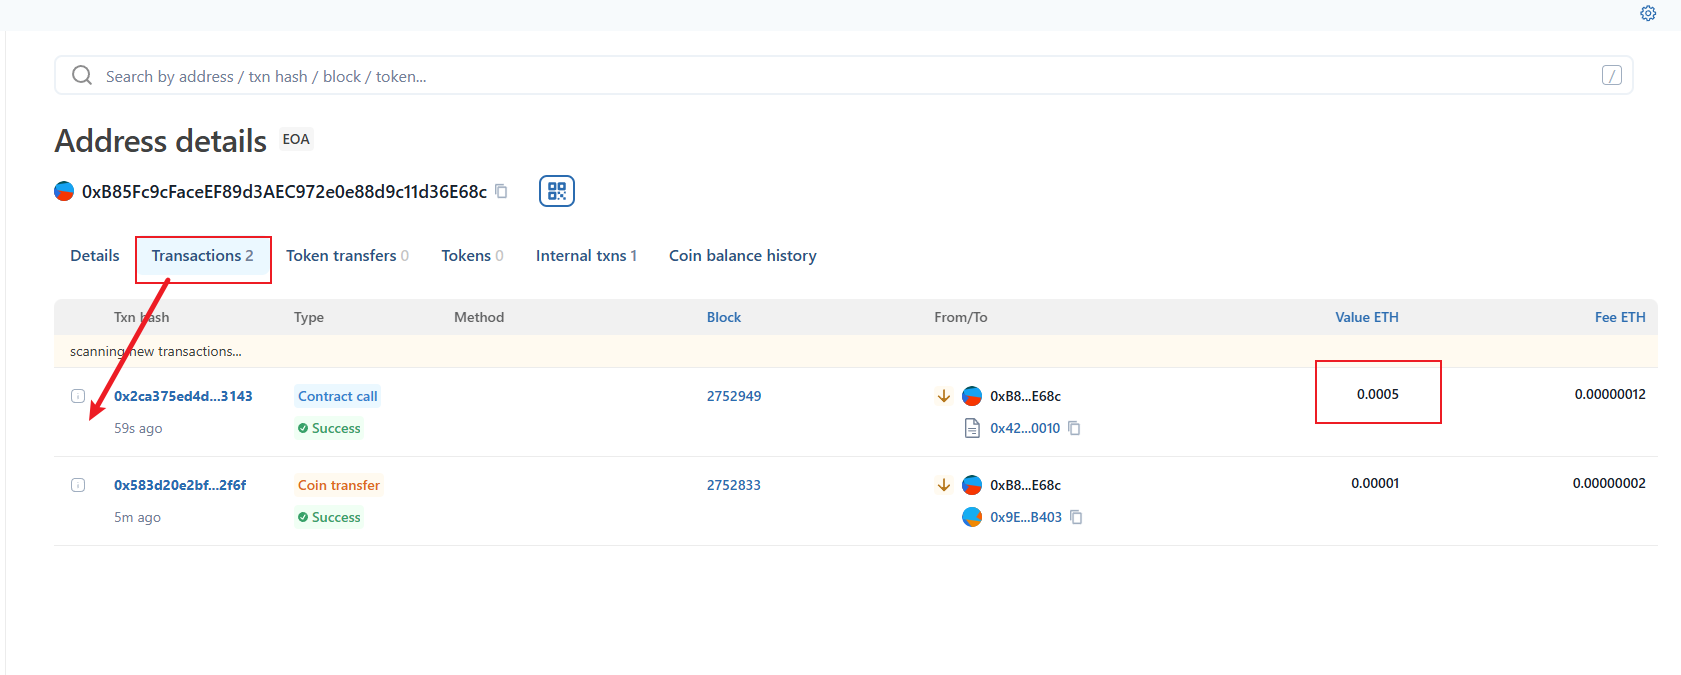 Search by address / txn hash / block / token... /
Address details EOA
0xB85Fc9cFaceEF89d3AEC972e0e88d9c11d36E68c
Details Transactions 2 Token transfers 0 Tokens 0 Internal txns 1 Coin balance history
Txn hash Type Method Block From/To Value ETH Fee ETH
scanning new transactions...
0x2ca375ed4d...3143 Contract call 2752949 0xB8...E68c 0.0005 0.00000012
59s ago Success 0x42...0010
0x583d20e2bf...2f6f Coin transfer 2752833 0xB8...E68c 0.00001 0.00000002
5m ago Success 0x9E...B403